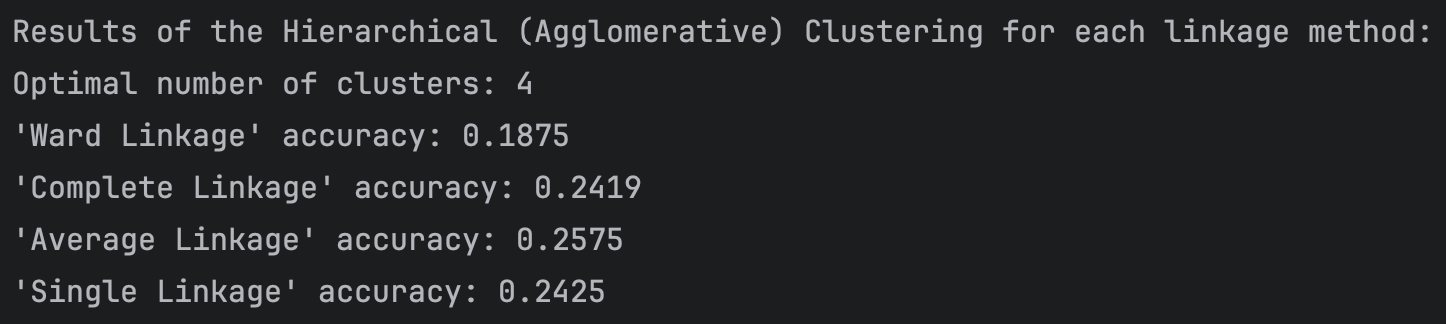 Results of the Hierarchical (Agglomerative) Clustering for each linkage method:
Optimal number of clusters: 4
'Ward Linkage' accuracy: 0.1875
'Complete Linkage' accuracy: 0.2419
'Average Linkage' accuracy: 0.2575
'Single Linkage' accuracy: 0.2425